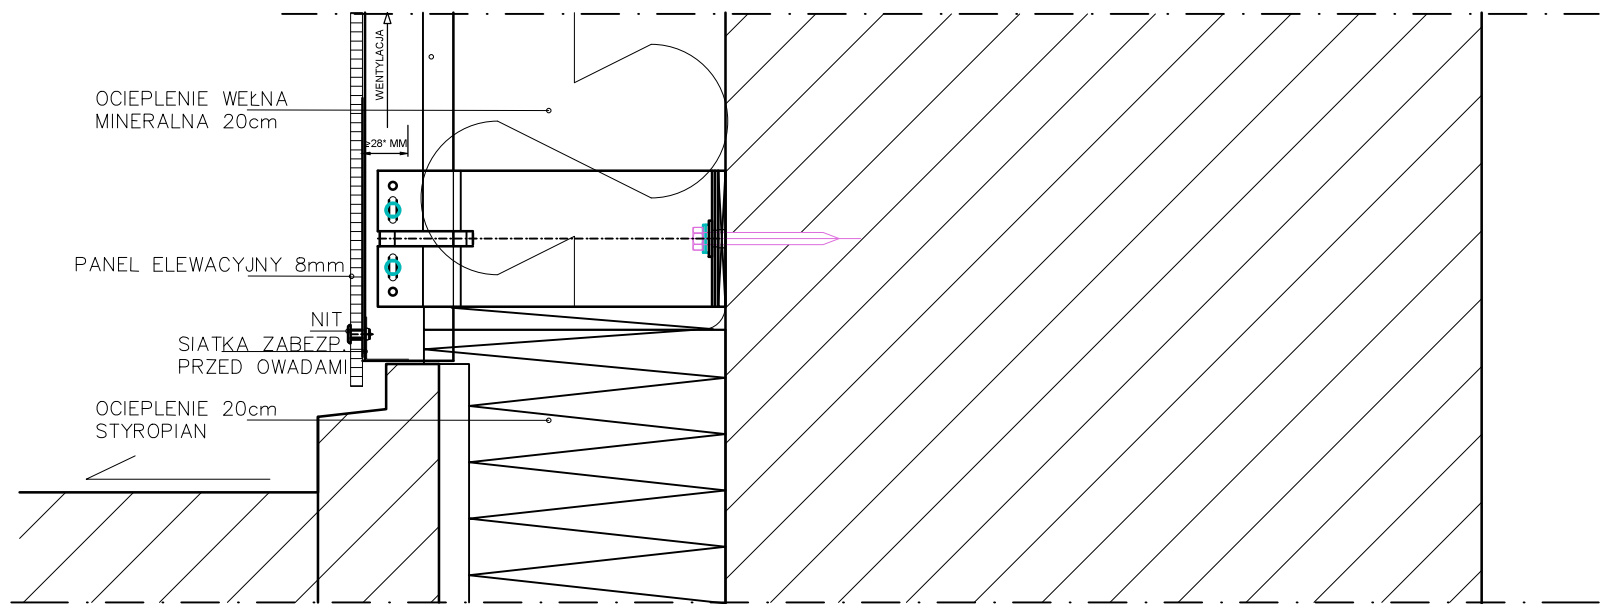 WENTYLACJA
OCIEPLENIE WEŁNA
MINERALNA 20cm
≥28* MM
PANEL ELEWACYJNY 8mm
NIT
SIATKA ZABEZP.
PRZED OWADAMI
OCIEPLENIE 20cm
STYROPIAN